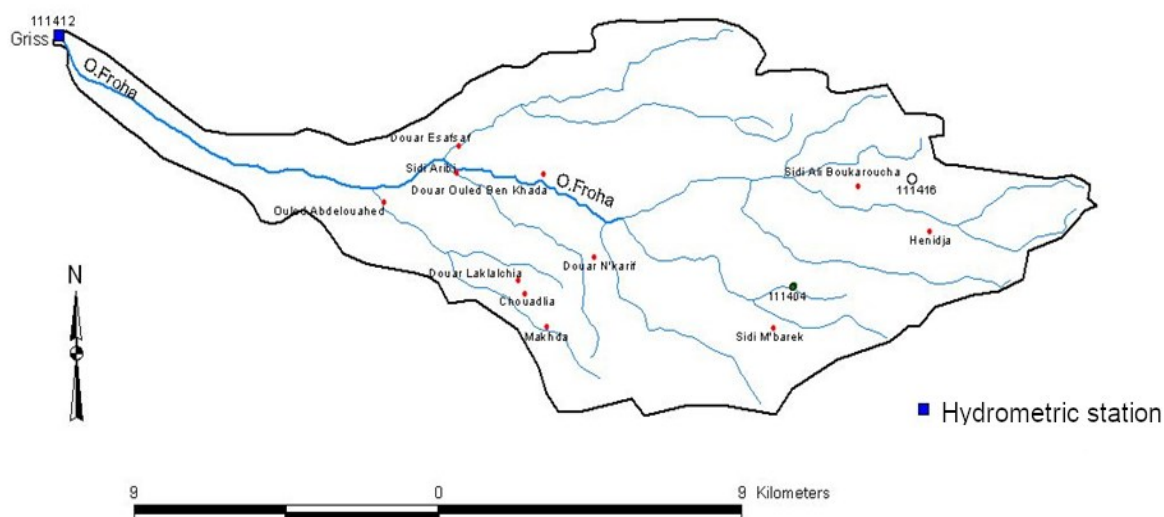 111412
Griss
O.Froha
Douar Esafsaf
Sidi Ariba
Douar Ouled Ben Khada
O.Froha
Sidi Ali Boukaroucha
111416
Ouled Abdelouahed
Henidja
Douar N'karif
Douar Laklalchia
Chouadlia
111404
Makhda
Sidi M'barek
N
Hydrometric station
9 0 9 Kilometers